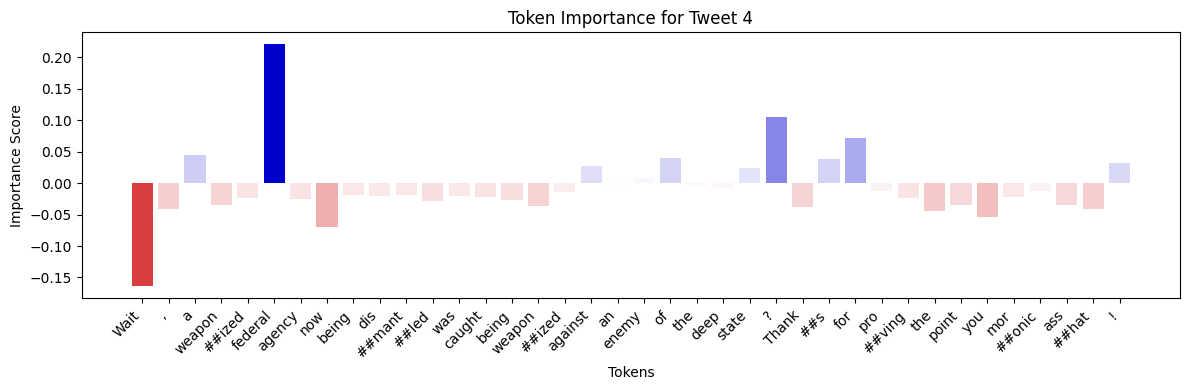 Token Importance for Tweet 4
Importance Score
0.20
0.15
0.10
0.05
0.00
−0.05
−0.10
−0.15
Wait
,
a
weapon
##ized
federal
agency
now
being
dis
##mant
##led
was
caught
being
weapon
##ized
against
an
enemy
of
the
deep
state
?
Thank
##s
for
pro
##ving
the
point
you
mor
##onic
ass
##hat
!
Tokens